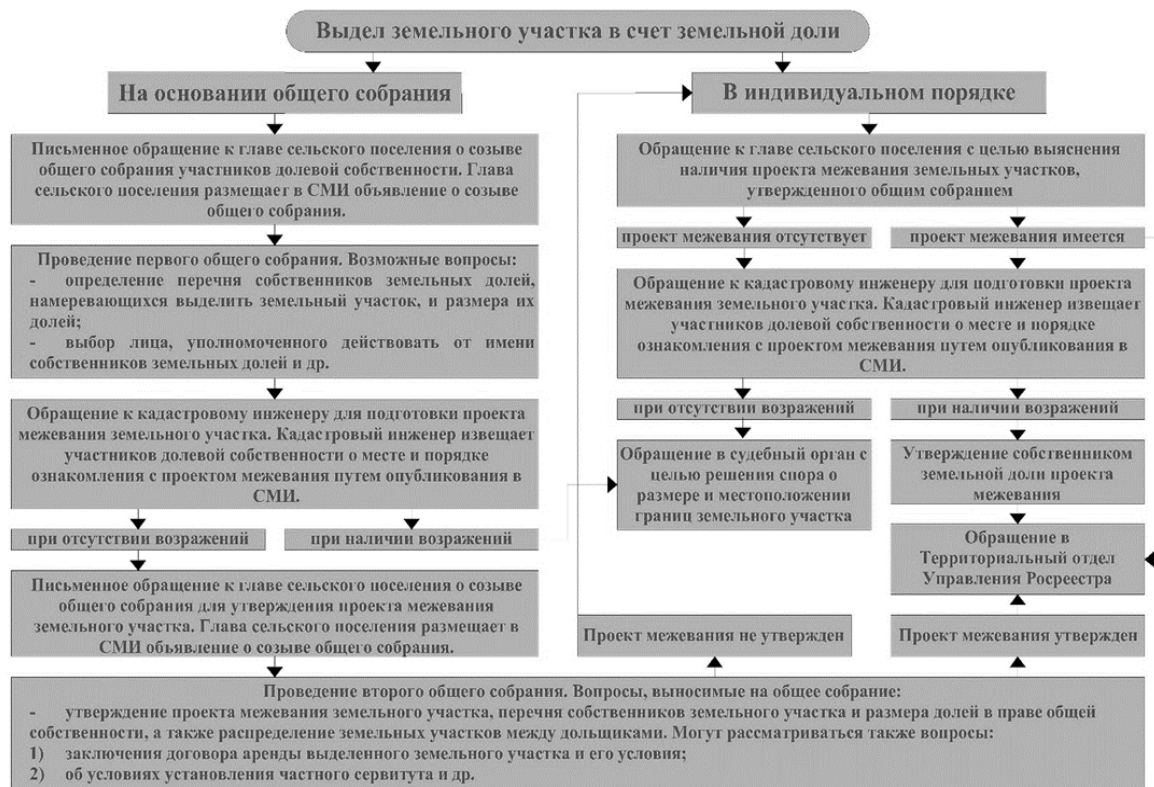 Выдел земельного участка в счет земельной доли
На основании общего собрания
Письменное обращение к главе сельского поселения о созыве
общего собрания участников долевой собственности. Глава
сельского поселения размещает в СМИ объявление о созыве
общего собрания.
Проведение первого общего собрания. Возможные вопросы:
- определение перечня собственников земельных долей,
намеревающихся выделить земельный участок, и размера их
долей;
- выбор лица, уполномоченного действовать от имени
собственников земельных долей и др.
Обращение к кадастровому инженеру для подготовки проекта
межевания земельного участка. Кадастровый инженер извещает
участников долевой собственности о месте и порядке
ознакомления с проектом межевания путем опубликования в
СМИ.
при отсутствии возражений
при наличии возражений
Письменное обращение к главе сельского поселения о созыве
общего собрания для утверждения проекта межевания
земельного участка. Глава сельского поселения размещает в
СМИ объявление о созыве общего собрания.
В индивидуальном порядке
Обращение к главе сельского поселения с целью выяснения
наличия проекта межевания земельных участков,
утвержденного общим собранием
проект межевания отсутствует
проект межевания имеется
Обращение к кадастровому инженеру для подготовки проекта
межевания земельного участка. Кадастровый инженер извещает
участников долевой собственности о месте и порядке
ознакомления с проектом межевания путем опубликования в
СМИ.
при отсутствии возражений
при наличии возражений
Обращение в судебный орган с
целью решения спора о
размере и местоположении
границ земельного участка
Утверждение собственником
земельной доли проекта
межевания
Обращение в
Территориальный отдел
Управления Росреестра
Проект межевания не утвержден
Проект межевания утвержден
Проведение второго общего собрания. Вопросы, выносимые на общее собрание:
- утверждение проекта межевания земельного участка, перечня собственников земельного участка и размера долей в праве общей
собственности, а также распределение земельных участков между дольщиками. Могут рассматриваться также вопросы:
1) заключения договора аренды выделенного земельного участка и его условия;
2) об условиях установления частного сервитута и др.